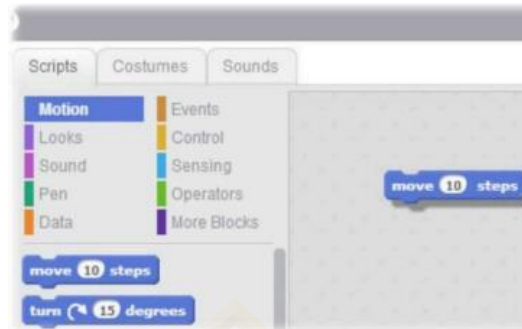 Scripts Costumes Sounds
Motion Events
Looks Control
Sound Sensing
Pen Operators
Data More Blocks
move 10 steps
turn 15 degrees
move 10 steps